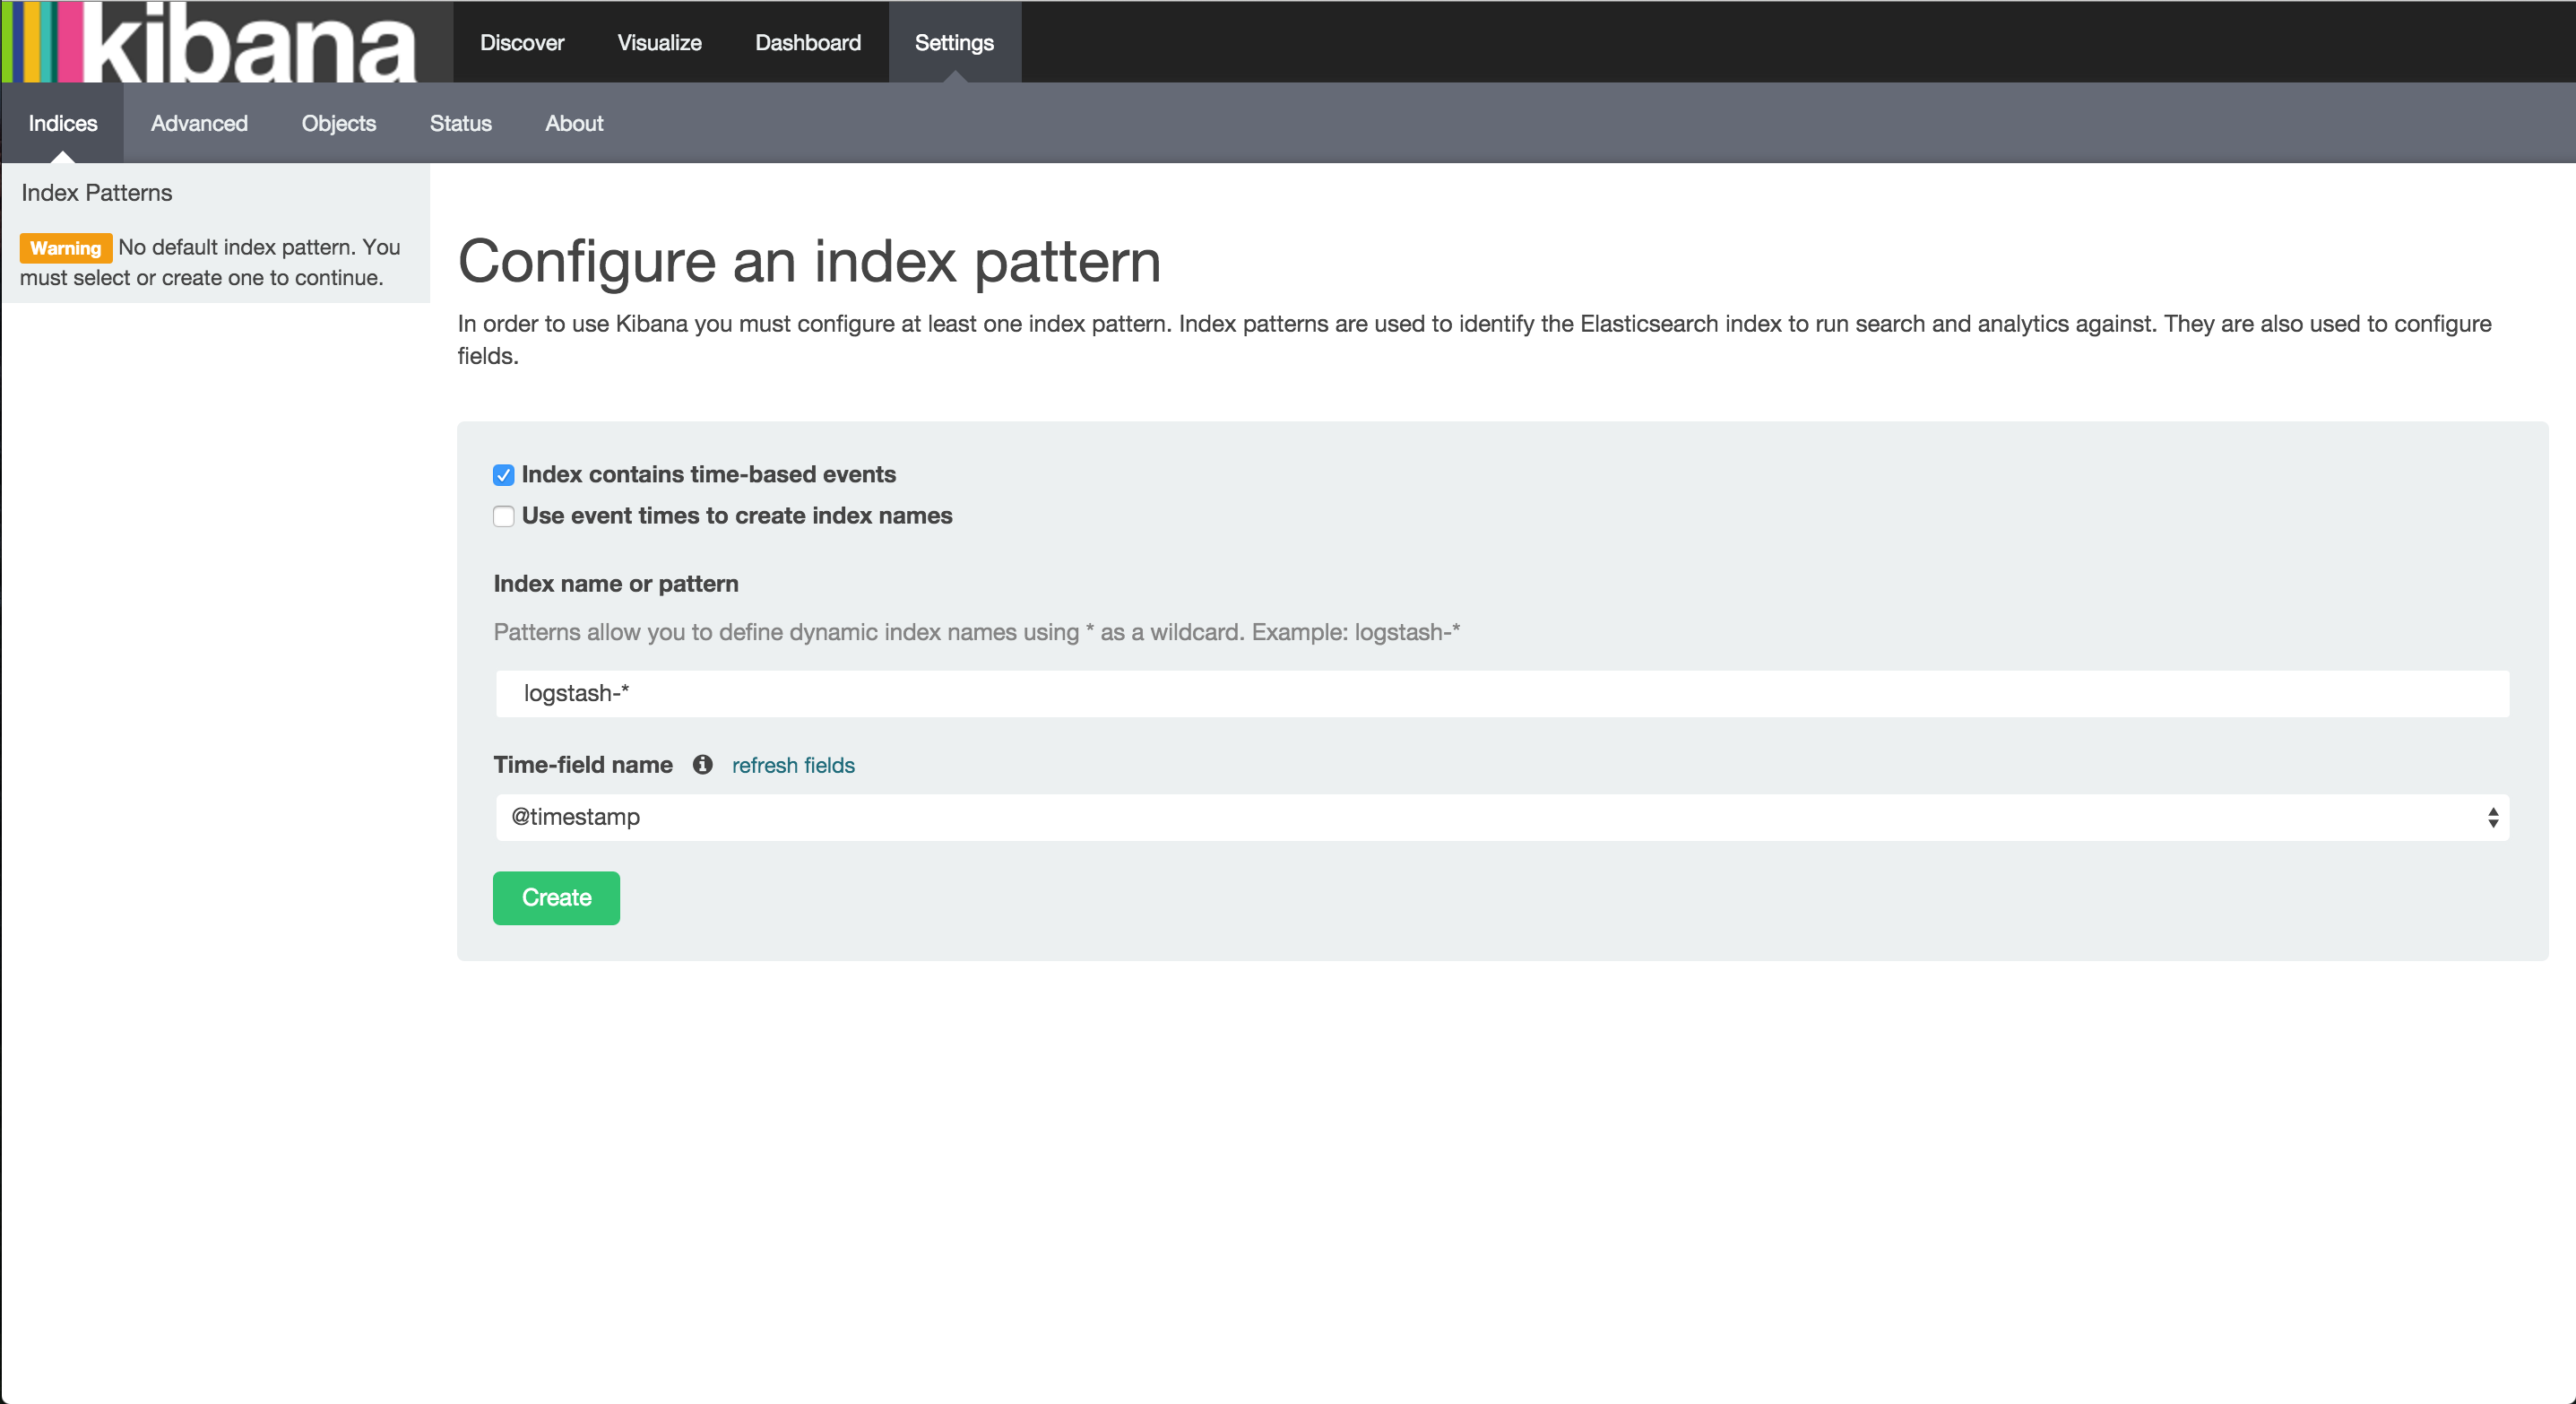 kibana
Discover Visualize Dashboard Settings
Indices Advanced Objects Status About
Index Patterns
Warning No default index pattern. You
must select or create one to continue.
Configure an index pattern
In order to use Kibana you must configure at least one index pattern. Index patterns are used to identify the Elasticsearch index to run search and analytics against. They are also used to configure
fields.
Index contains time-based events
Use event times to create index names
Index name or pattern
Patterns allow you to define dynamic index names using * as a wildcard. Example: logstash-*
logstash-*
Time-field name refresh fields
@timestamp
Create